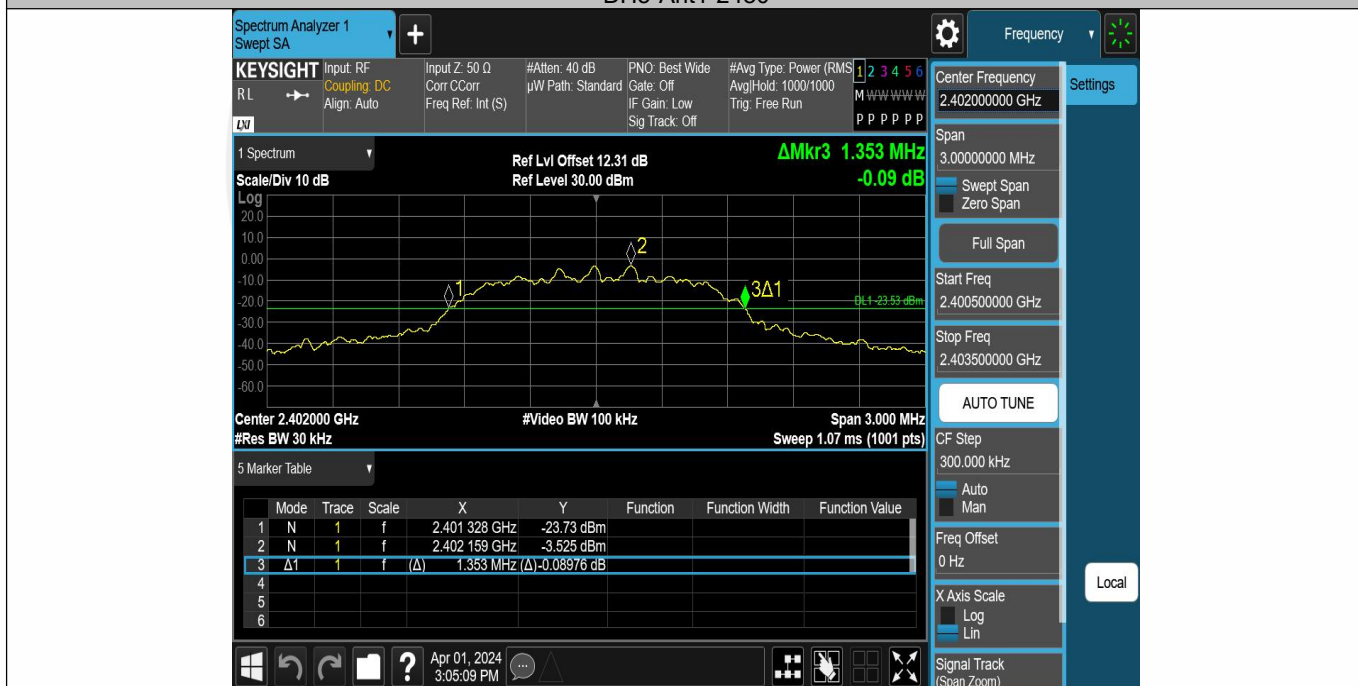 Spectrum Analyzer 1
Swept SA
+
Frequency
KEYSIGHT
RL
LXI
Input: RF
Coupling: DC
Align: Auto
Input Z: 50 Ω
Corr CCorr
Freq Ref: Int (S)
#Atten: 40 dB
µW Path: Standard
PNO: Best Wide
Gate: Off
IF Gain: Low
Sig Track: Off
#Avg Type: Power (RMS
Avg|Hold: 1000/1000
Trig: Free Run
1 2 3 4 5 6
M W W W W W
P P P P P P
1 Spectrum
Scale/Div 10 dB
Ref Lvl Offset 12.31 dB
Ref Level 30.00 dBm
ΔMkr3 1.353 MHz
-0.09 dB
Log
20.0
10.0
0.00
-10.0
-20.0
-30.0
-40.0
-50.0
-60.0
1
2
3Δ1
DL1 -23.53 dBm
Center 2.402000 GHz
#Video BW 100 kHz
Span 3.000 MHz
#Res BW 30 kHz
Sweep 1.07 ms (1001 pts)
5 Marker Table
Mode Trace Scale X Y Function Function Width Function Value
1 N 1 f 2.401 328 GHz -23.73 dBm
2 N 1 f 2.402 159 GHz -3.525 dBm
3 Δ1 1 f (Δ) 1.353 MHz (Δ)-0.08976 dB
4
5
6
?
Apr 01, 2024
3:05:09 PM
Center Frequency
2.402000000 GHz
Settings
Span
3.00000000 MHz
Swept Span
Zero Span
Full Span
Start Freq
2.400500000 GHz
Stop Freq
2.403500000 GHz
AUTO TUNE
CF Step
300.000 kHz
Auto
Man
Freq Offset
0 Hz
Local
X Axis Scale
Log
Lin
Signal Track
(Span Zoom)